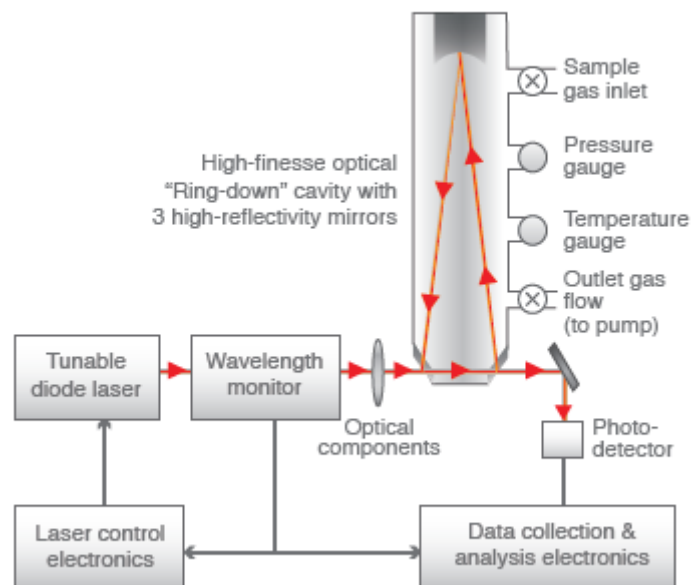 Sample
gas inlet
High-finesse optical
“Ring-down” cavity with
3 high-reflectivity mirrors
Pressure
gauge
Temperature
gauge
Outlet gas
flow
(to pump)
Tunable
diode laser
Wavelength
monitor
Optical
components
Photo-
detector
Laser control
electronics
Data collection &
analysis electronics